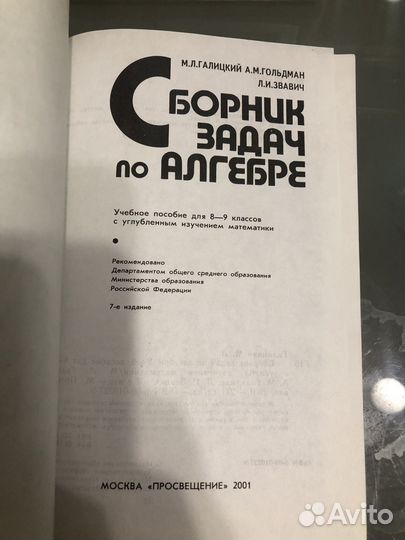 М.Л.ГАЛИЦКИЙ А.М.ГОЛЬДМАН
Л.И.ЗВАВИЧ
СБОРНИК
ЗАДАЧ
ПО АЛГЕБРЕ
Учебное пособие для 8—9 классов
с углубленным изучением математики
Рекомендовано
Департаментом общего среднего образования
Министерства образования
Российской Федерации
7-е издание
МОСКВА «ПРОСВЕЩЕНИЕ» 2001
Avito